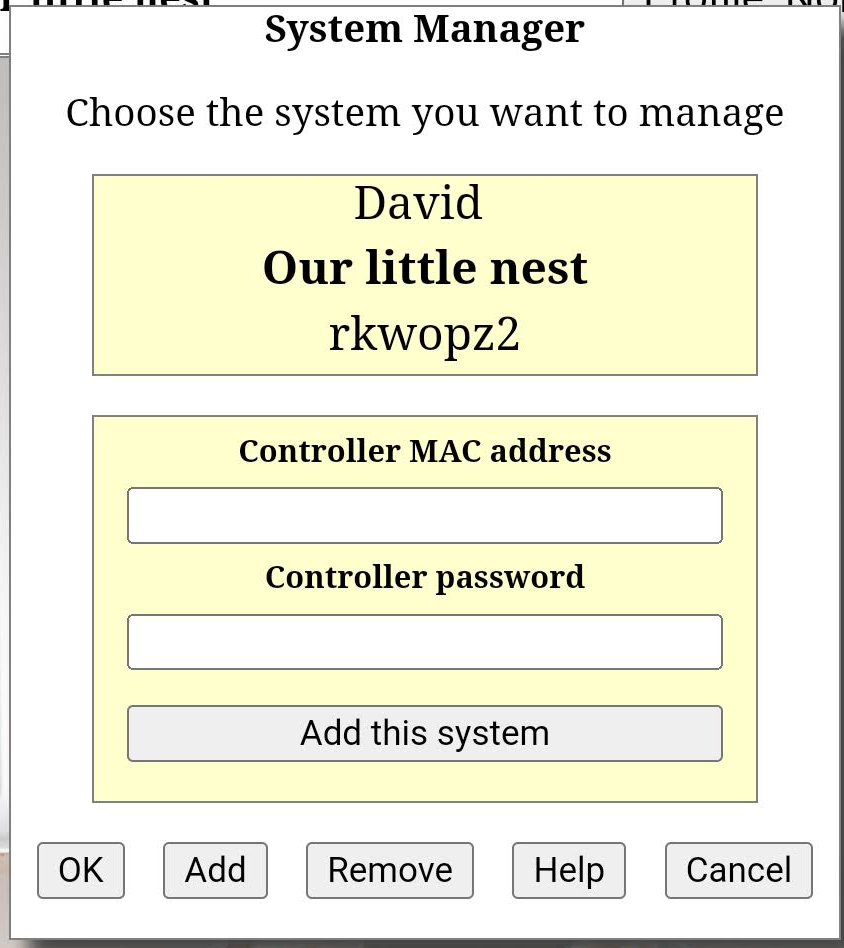 System Manager
Choose the system you want to manage
David
Our little nest
rkwopz2
Controller MAC address
Controller password
Add this system
OK Add Remove Help Cancel